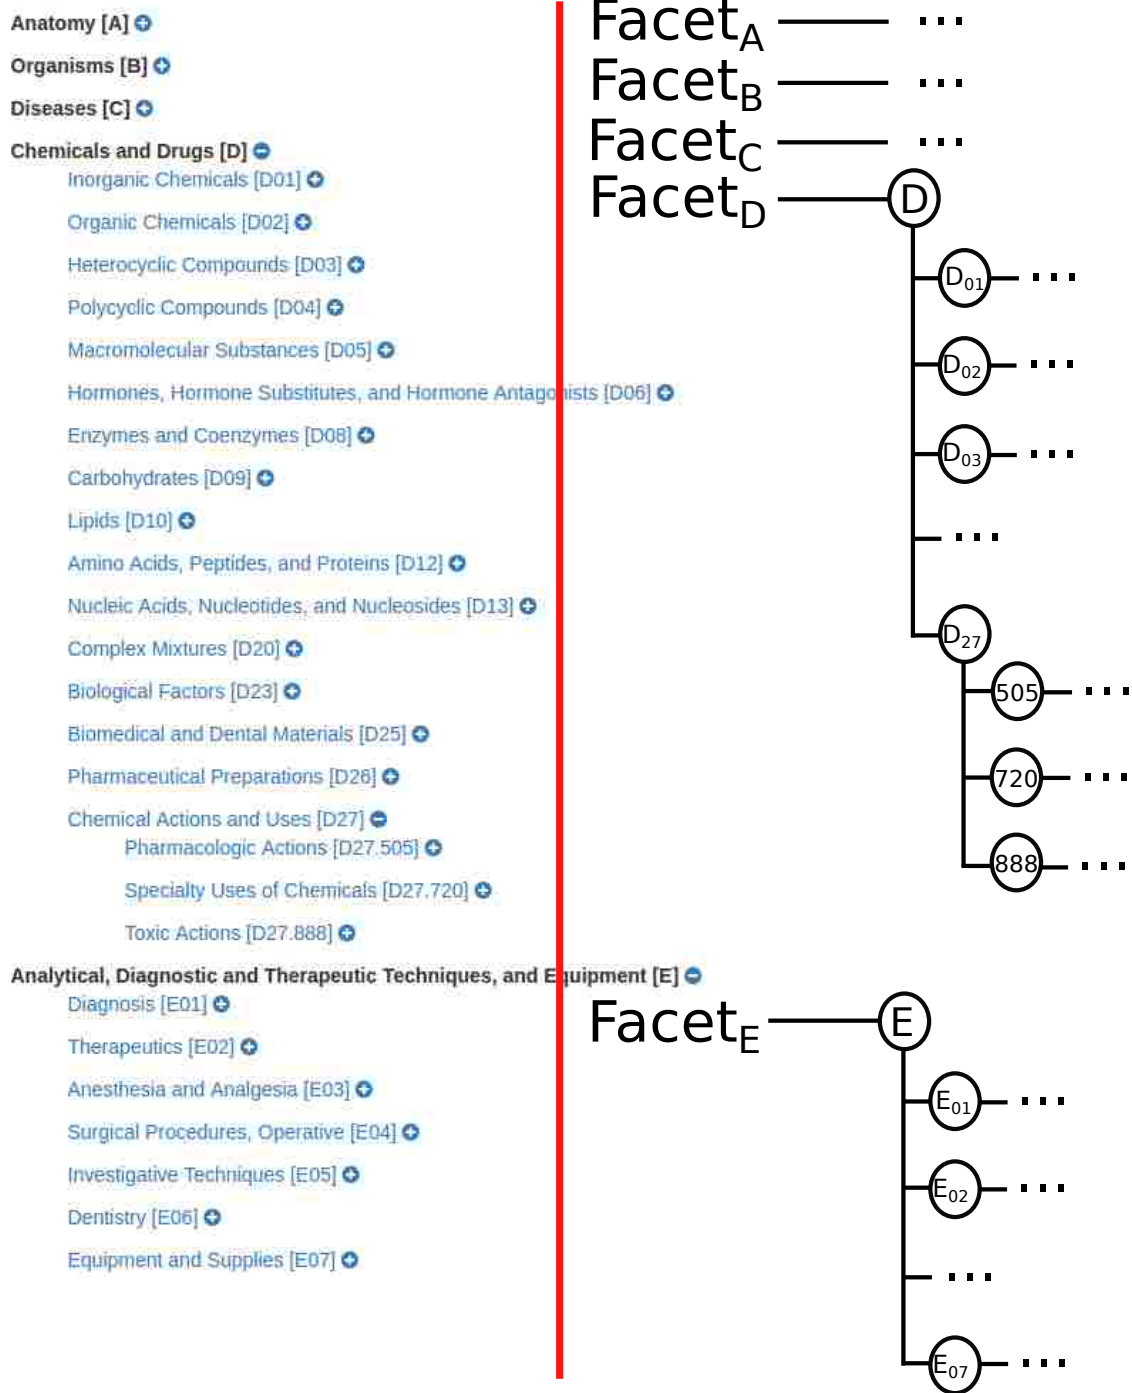 Anatomy [A]
Organisms [B]
Diseases [C]
Chemicals and Drugs [D]
Inorganic Chemicals [D01]
Organic Chemicals [D02]
Heterocyclic Compounds [D03]
Polycyclic Compounds [D04]
Macromolecular Substances [D05]
Hormones, Hormone Substitutes, and Hormone Antagonists [D06]
Enzymes and Coenzymes [D08]
Carbohydrates [D09]
Lipids [D10]
Amino Acids, Peptides, and Proteins [D12]
Nucleic Acids, Nucleotides, and Nucleosides [D13]
Complex Mixtures [D20]
Biological Factors [D23]
Biomedical and Dental Materials [D25]
Pharmaceutical Preparations [D26]
Chemical Actions and Uses [D27]
Pharmacologic Actions [D27.505]
Specialty Uses of Chemicals [D27.720]
Toxic Actions [D27.888]
Analytical, Diagnostic and Therapeutic Techniques, and Equipment [E]
Diagnosis [E01]
Therapeutics [E02]
Anesthesia and Analgesia [E03]
Surgical Procedures, Operative [E04]
Investigative Techniques [E05]
Dentistry [E06]
Equipment and Supplies [E07]
FacetA ...
FacetB ...
FacetC ...
FacetD D
D01 ...
D02 ...
D03 ...
...
D27
505 ...
720 ...
888 ...
FacetE E
E01 ...
E02 ...
...
E07 ...